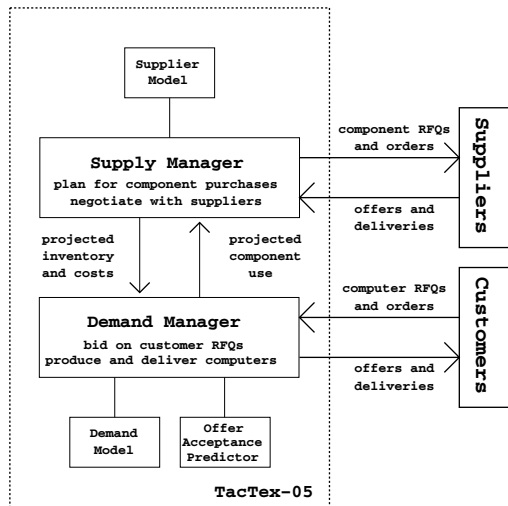 Supplier
Model
Supply Manager
plan for component purchases
negotiate with suppliers
component RFQs
and orders
offers and
deliveries
Suppliers
projected
inventory
and costs
projected
component
use
Demand Manager
bid on customer RFQs
produce and deliver computers
computer RFQs
and orders
offers and
deliveries
Customers
Demand
Model
Offer
Acceptance
Predictor
TacTex-05